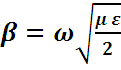 β = ω√(μ ε / 2)